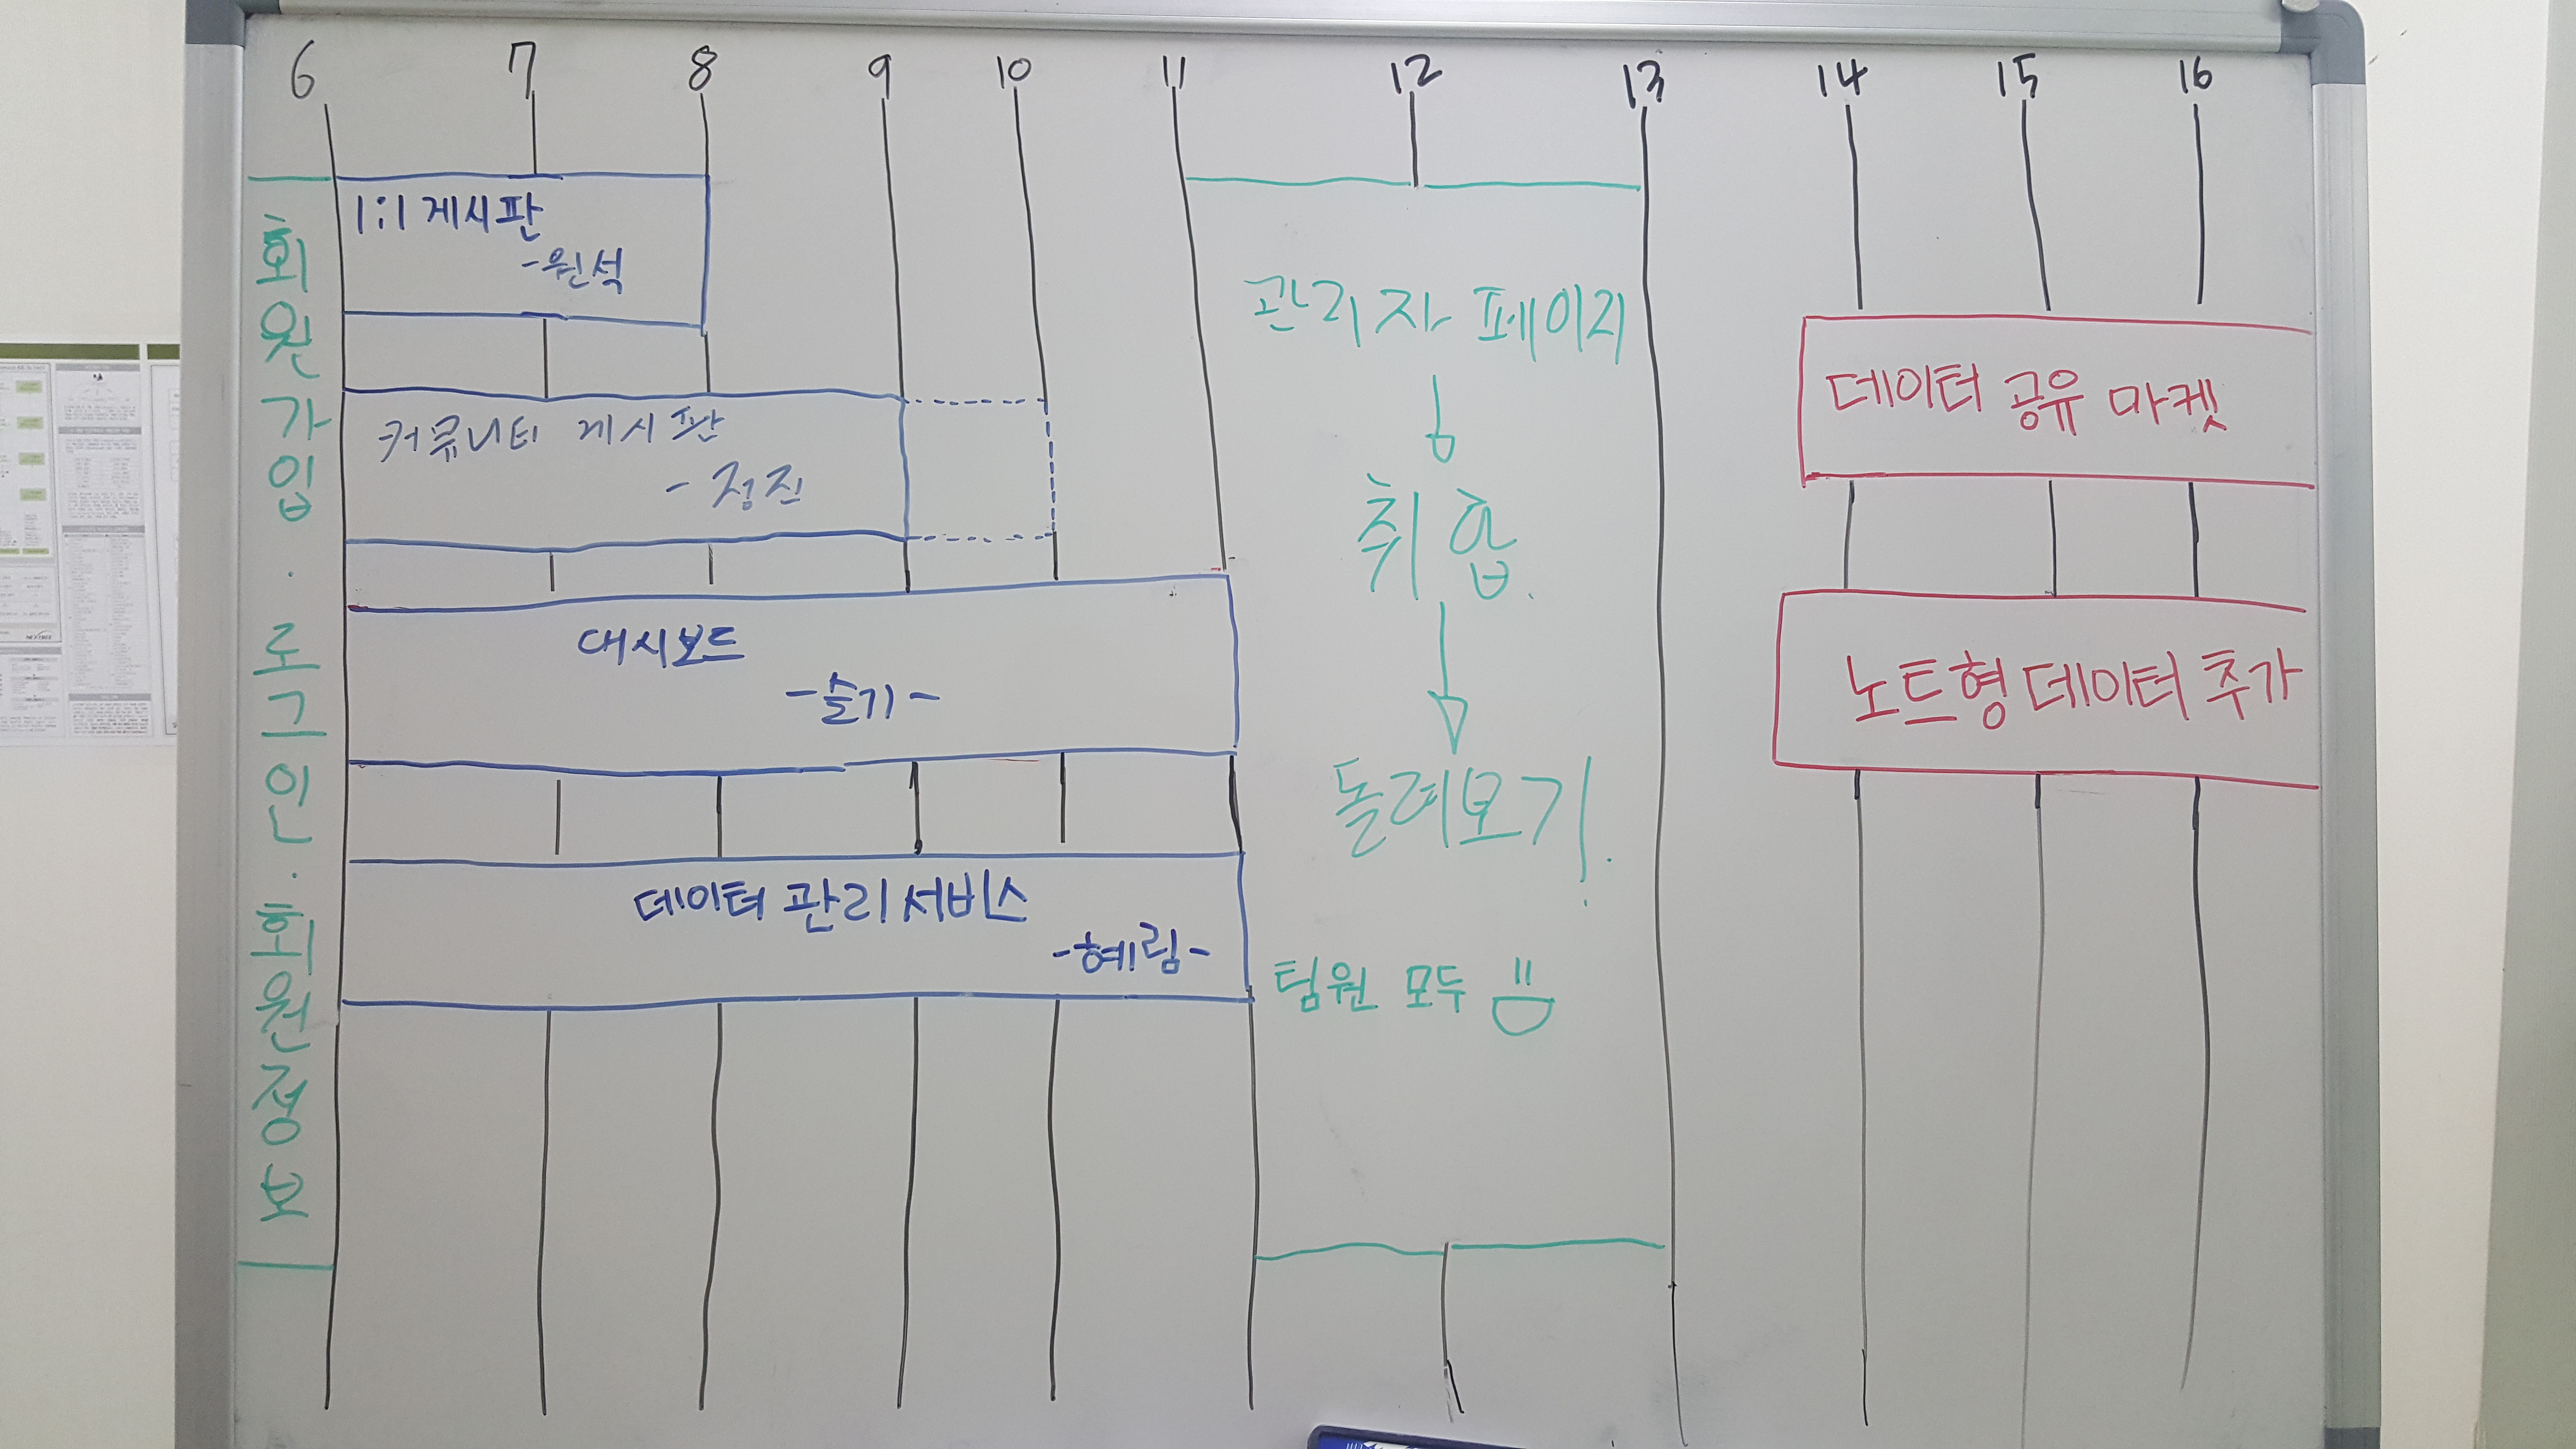 6 7 8 9 10 11 12 13 14 15 16
회원가입 · 로그인 · 회원정보
1:1 게시판
-원석
커뮤니티 게시판
- 정진
대시보드
-슬기-
데이터 관리 서비스
-혜림-
관리자 페이지
취합
돌려보기!
팀원 모두
데이터 공유 마켓
노트형 데이터 추가